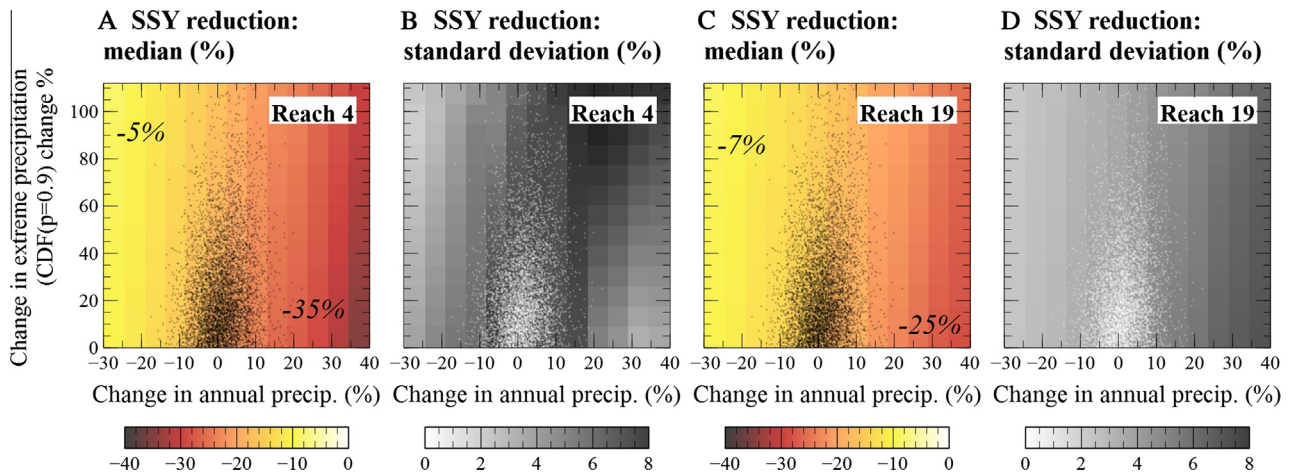 A SSY reduction:
median (%)
B SSY reduction:
standard deviation (%)
C SSY reduction:
median (%)
D SSY reduction:
standard deviation (%)
Change in extreme precipitation
(CDF(p=0.9) change %
100
80
60
40
20
0
Reach 4
-5%
-35%
Reach 4
Reach 19
-7%
-25%
Reach 19
−30 −20 −10 0 10 20 30 40
−30 −20 −10 0 10 20 30 40
−30 −20 −10 0 10 20 30 40
−30 −20 −10 0 10 20 30 40
Change in annual precip. (%)
Change in annual precip. (%)
Change in annual precip. (%)
Change in annual precip. (%)
−40 −30 −20 −10 0
0 2 4 6 8
−40 −30 −20 −10 0
0 2 4 6 8